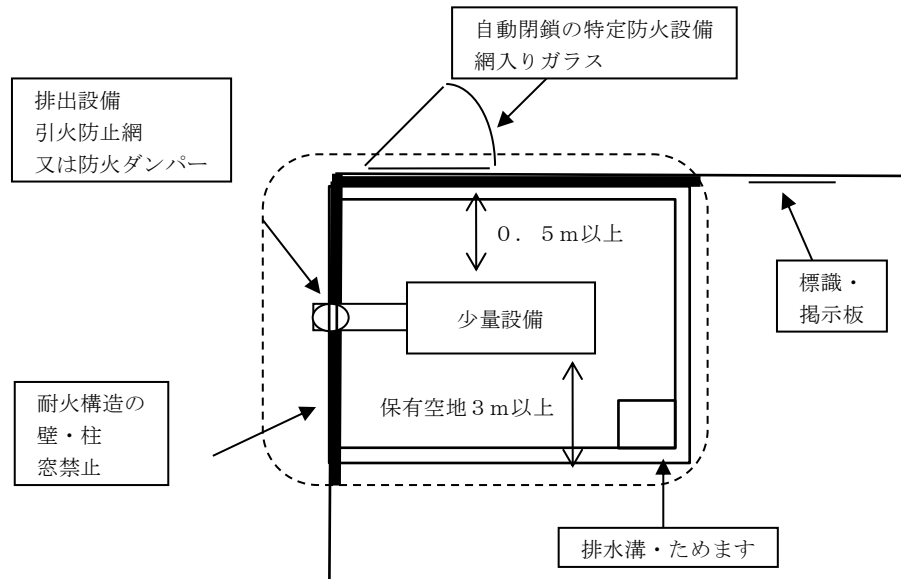 自動閉鎖の特定防火設備
網入りガラス
排出設備
引火防止網
又は防火ダンパー
０．５ｍ以上
標識・
掲示板
少量設備
保有空地３ｍ以上
耐火構造の
壁・柱
窓禁止
排水溝・ためます